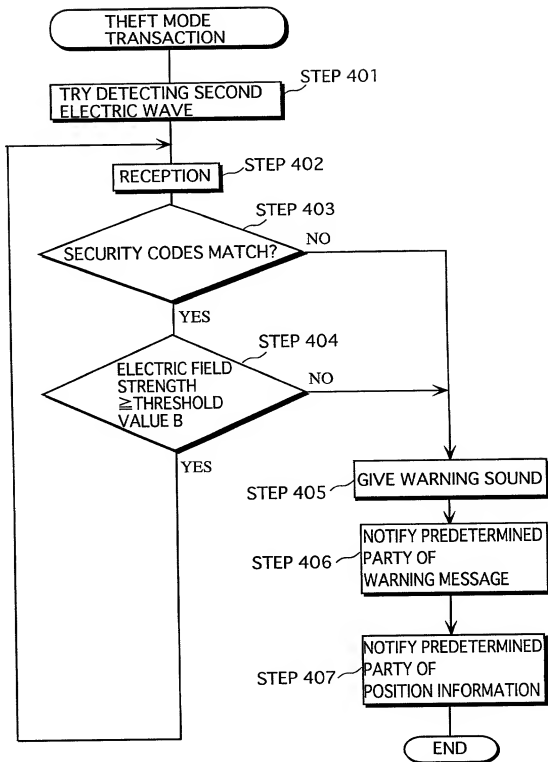 THEFT MODE
TRANSACTION
STEP 401
TRY DETECTING SECOND
ELECTRIC WAVE
STEP 402
RECEPTION
STEP 403
SECURITY CODES MATCH?
NO
YES
STEP 404
ELECTRIC FIELD
STRENGTH
≧THRESHOLD
VALUE B
NO
YES
STEP 405
GIVE WARNING SOUND
STEP 406
NOTIFY PREDETERMINED
PARTY OF
WARNING MESSAGE
STEP 407
NOTIFY PREDETERMINED
PARTY OF
POSITION INFORMATION
END